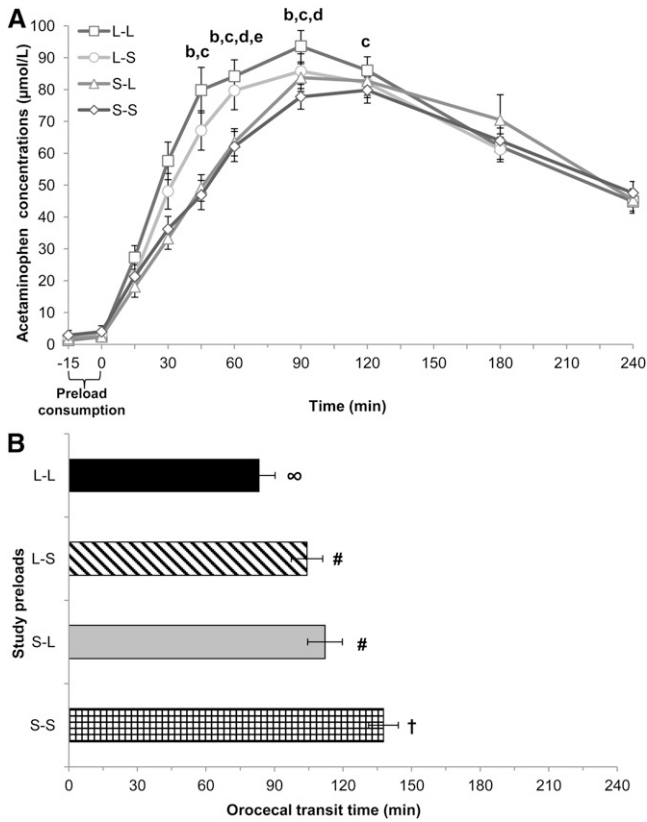 A
L-L
L-S
S-L
S-S
Acetaminophen concentrations (µmol/L)
100
90
80
70
60
50
40
30
20
10
0
b,c
b,c,d,e
b,c,d
c
-15 0 30 60 90 120 150 180 210 240
Preload
consumption
Time (min)
B
Study preloads
L-L
∞
L-S
#
S-L
#
S-S
†
0 30 60 90 120 150 180 210 240
Orocecal transit time (min)